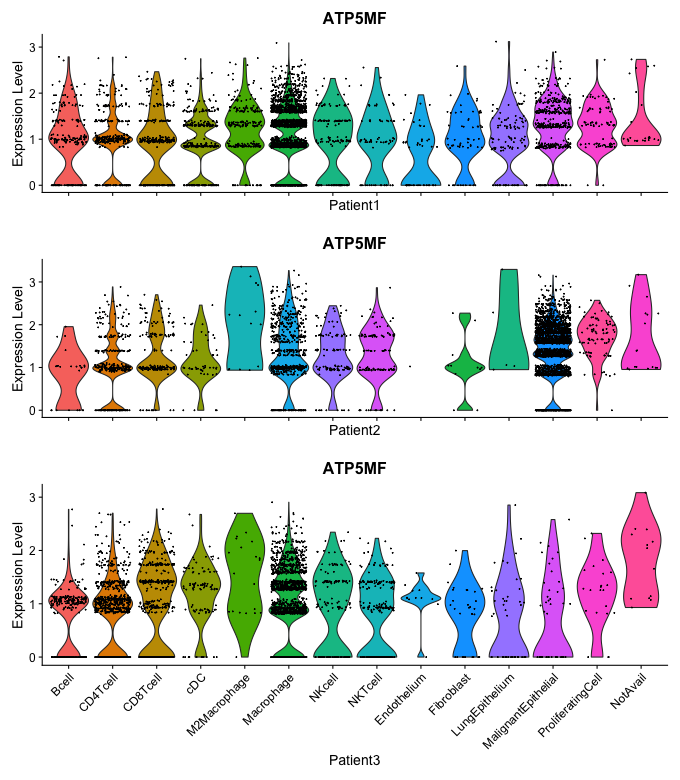 ATP5MF
Expression Level
3
2
1
0
Patient1
ATP5MF
Expression Level
3
2
1
0
Patient2
ATP5MF
Expression Level
3
2
1
0
Bcell
CD4Tcell
CD8Tcell
cDC
M2Macrophage
Macrophage
NKcell
NKTcell
Endothelium
Fibroblast
LungEpithelium
MalignantEpithelial
ProliferatingCell
NotAvail
Patient3